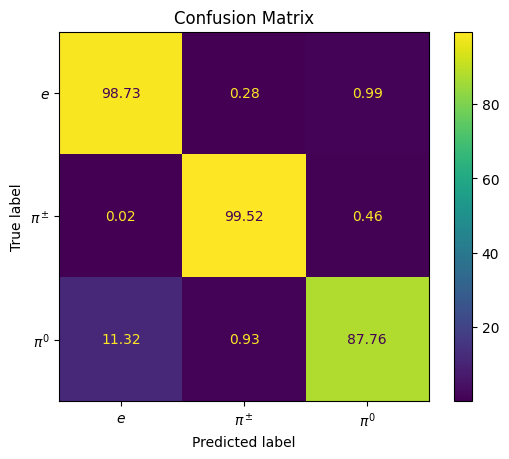 Confusion Matrix
True label
e 98.73 0.28 0.99
π± 0.02 99.52 0.46
π⁰ 11.32 0.93 87.76
e π± π⁰
Predicted label
80
60
40
20